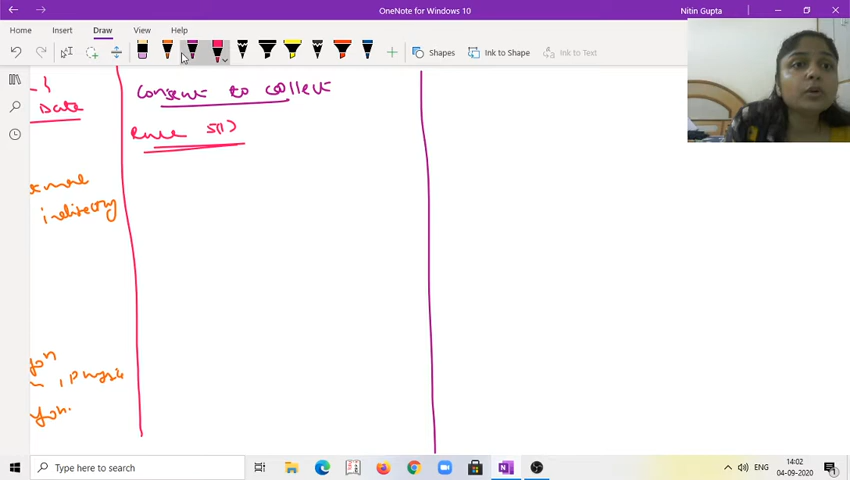 OneNote for Windows 10
Nitin Gupta
Home Insert Draw View Help
Shapes Ink to Shape Ink to Text
Data
Consent to collect
Rule 5(1)
indirectly
Type here to search
ENG
14:02
04-09-2020